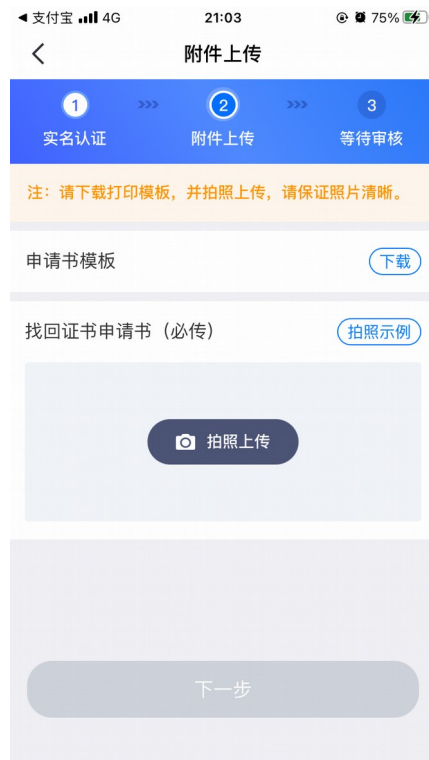 支付宝 4G 21:03 75%
附件上传
1 >>> 2 >>> 3
实名认证 附件上传 等待审核
注：请下载打印模板，并拍照上传，请保证照片清晰。
申请书模板 下载
找回证书申请书（必传） 拍照示例
拍照上传
下一步